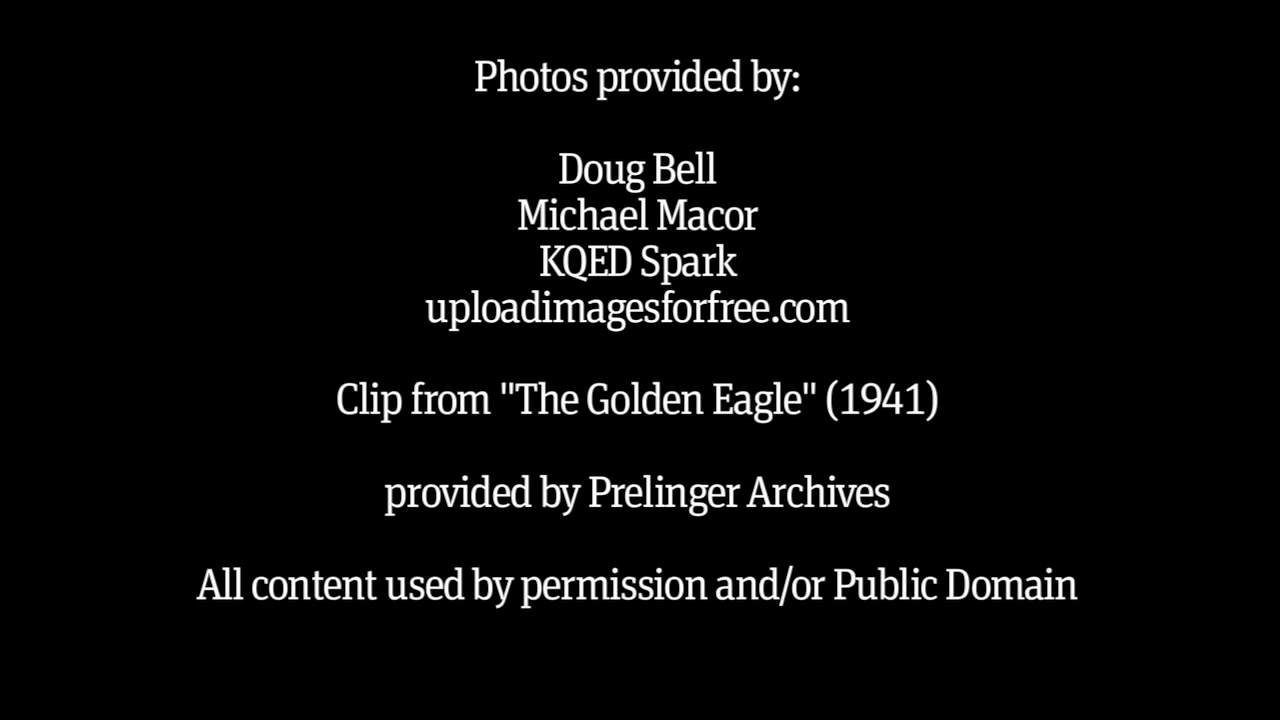 Photos provided by:
Doug Bell
Michael Macor
KQED Spark
uploadimagesforfree.com
Clip from "The Golden Eagle" (1941)
provided by Prelinger Archives
All content used by permission and/or Public Domain